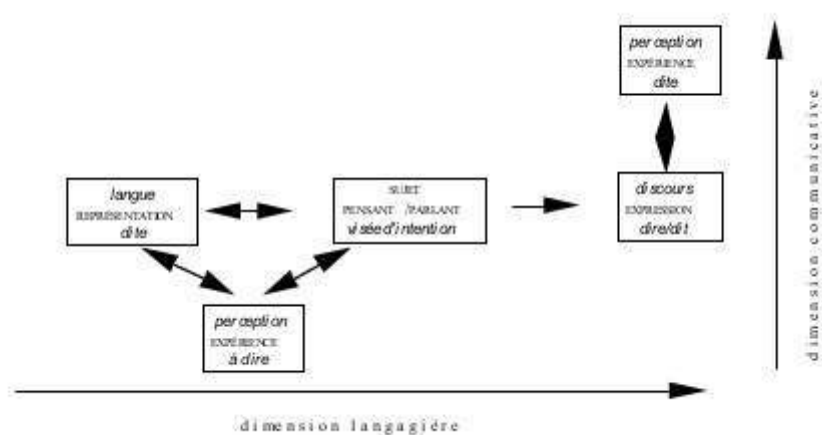 perception
EXPÉRIENCE
dite
langue
REPRÉSENTATION
dite
SUJET
PENSANT /PARLANT
visée d'intention
discours
EXPRESSION
dire/dit
perception
EXPÉRIENCE
à dire
dimension langagière
dimension communicative